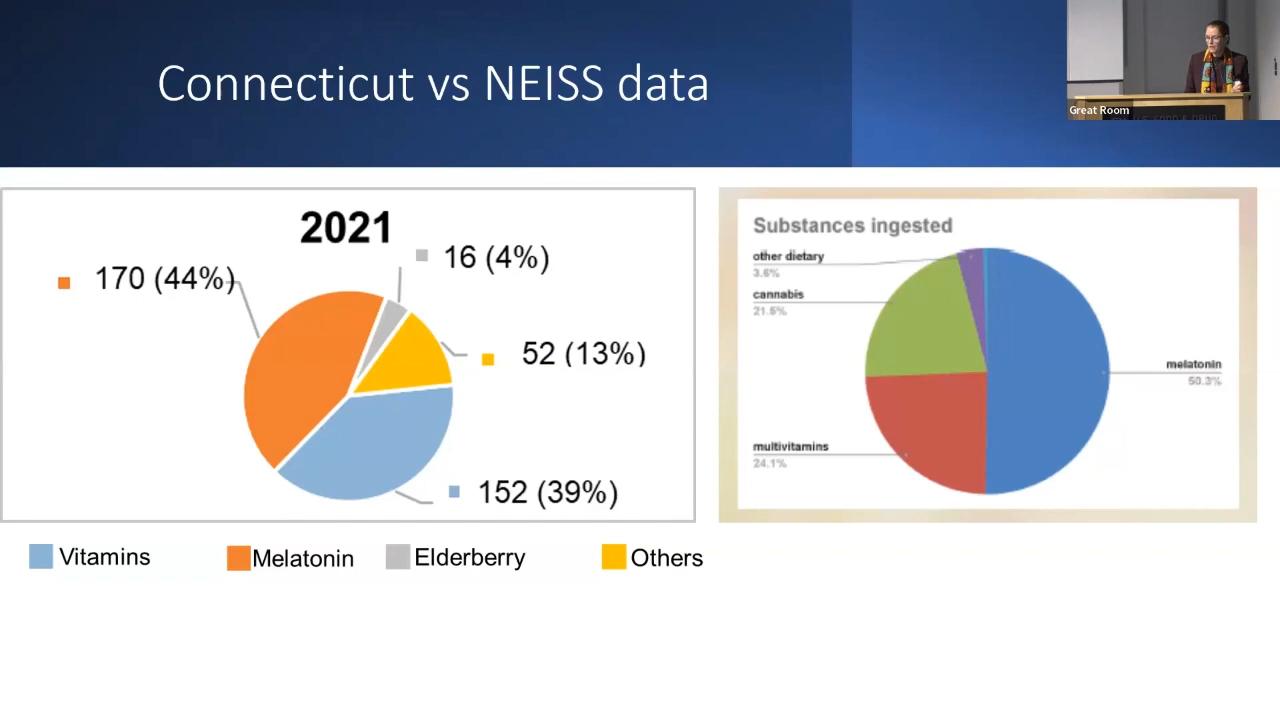 Connecticut vs NEISS data
Great Room
2021
16 (4%)
170 (44%)
52 (13%)
152 (39%)
Vitamins
Melatonin
Elderberry
Others
Substances ingested
other dietary
3.6%
cannabis
21.5%
melatonin
50.3%
multivitamins
24.1%